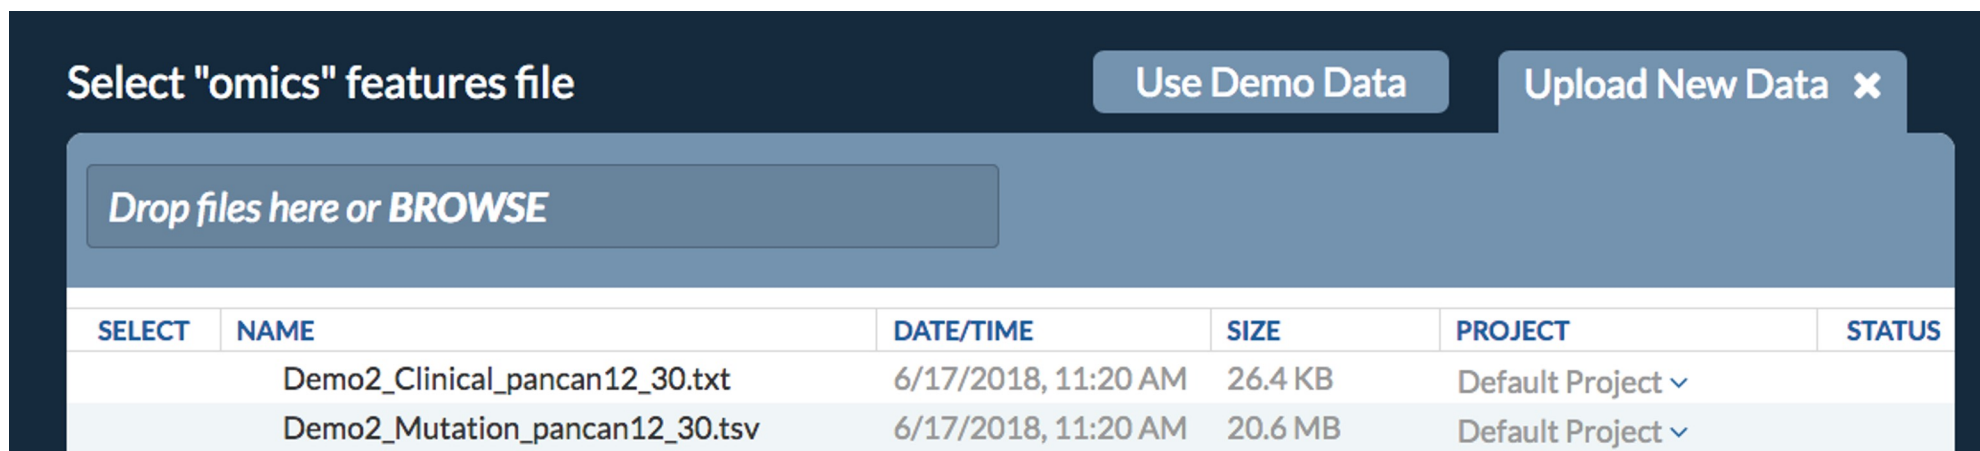 Select "omics" features file Use Demo Data Upload New Data ✖
Drop files here or BROWSE
SELECT NAME DATE/TIME SIZE PROJECT STATUS
Demo2_Clinical_pancan12_30.txt 6/17/2018, 11:20 AM 26.4 KB Default Project
Demo2_Mutation_pancan12_30.tsv 6/17/2018, 11:20 AM 20.6 MB Default Project